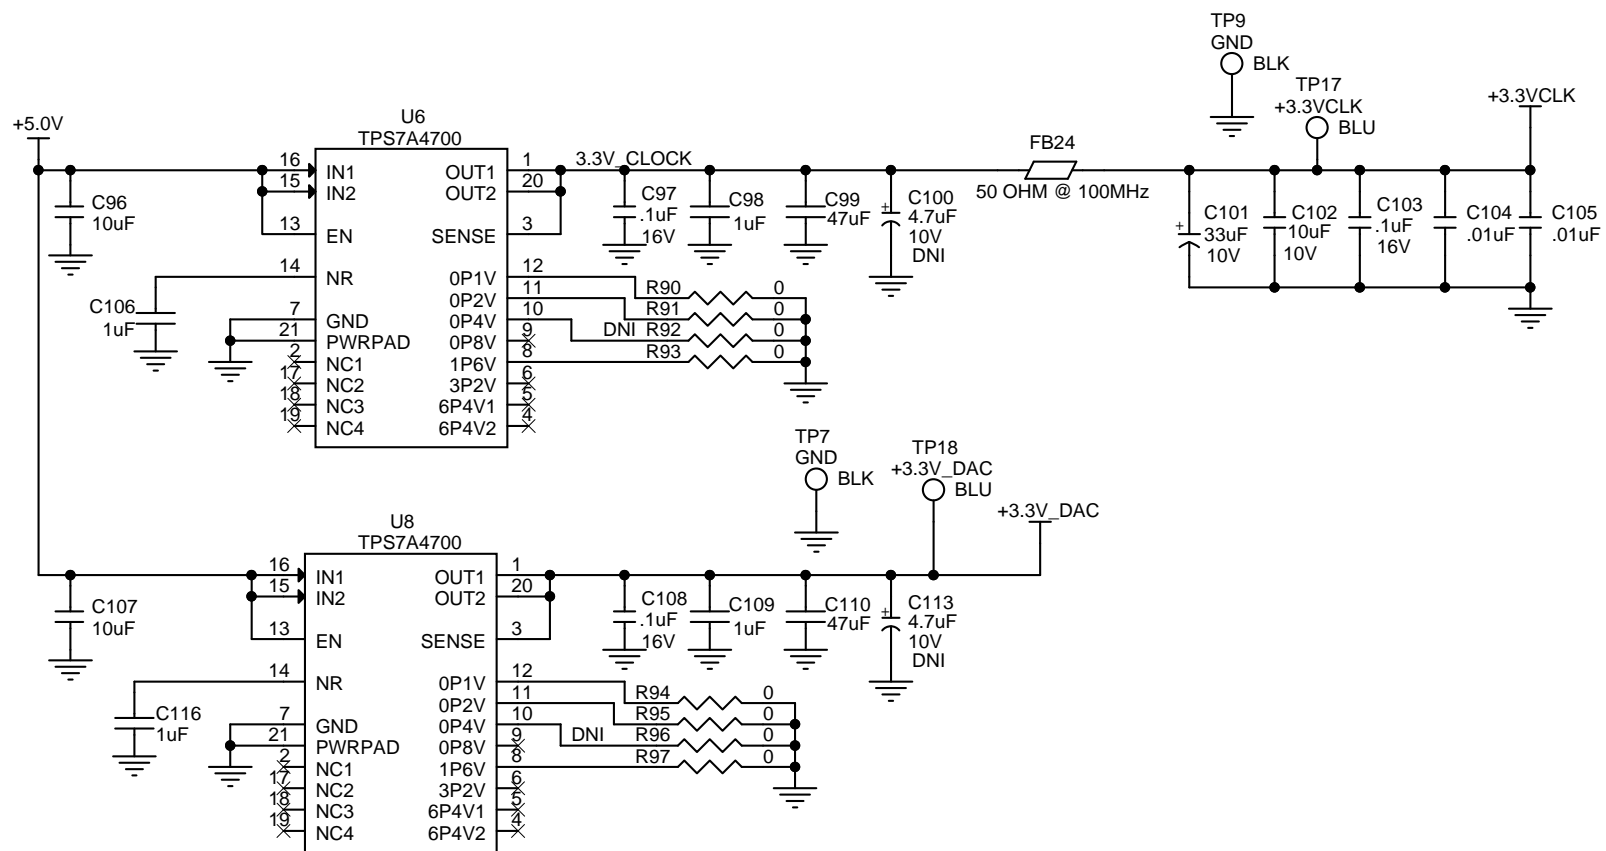 TP9
GND
BLK
TP17
+3.3VCLK
BLU
+3.3VCLK
+5.0V
U6
TPS7A4700
16 IN1
15 IN2
13 EN
14 NR
7 GND
21 PWRPAD
2 NC1
17 NC2
18 NC3
19 NC4
OUT1 1
OUT2 20
SENSE 3
0P1V 12
0P2V 11
0P4V 10
0P8V 9
1P6V 8
3P2V 6
6P4V1 5
6P4V2 4
C96
10uF
C106
1uF
3.3V_CLOCK
C97
.1uF
16V
C98
1uF
C99
47uF
+
C100
4.7uF
10V
DNI
FB24
50 OHM @ 100MHz
+
C101
33uF
10V
C102
10uF
10V
C103
.1uF
16V
C104
.01uF
C105
.01uF
R90 0
R91 0
DNI R92 0
R93 0
TP7
GND
BLK
TP18
+3.3V_DAC
BLU
+3.3V_DAC
U8
TPS7A4700
16 IN1
15 IN2
13 EN
14 NR
7 GND
21 PWRPAD
2 NC1
17 NC2
18 NC3
19 NC4
OUT1 1
OUT2 20
SENSE 3
0P1V 12
0P2V 11
0P4V 10
0P8V 9
1P6V 8
3P2V 6
6P4V1 5
6P4V2 4
C107
10uF
C116
1uF
C108
.1uF
16V
C109
1uF
C110
47uF
+
C113
4.7uF
10V
DNI
R94 0
R95 0
DNI R96 0
R97 0